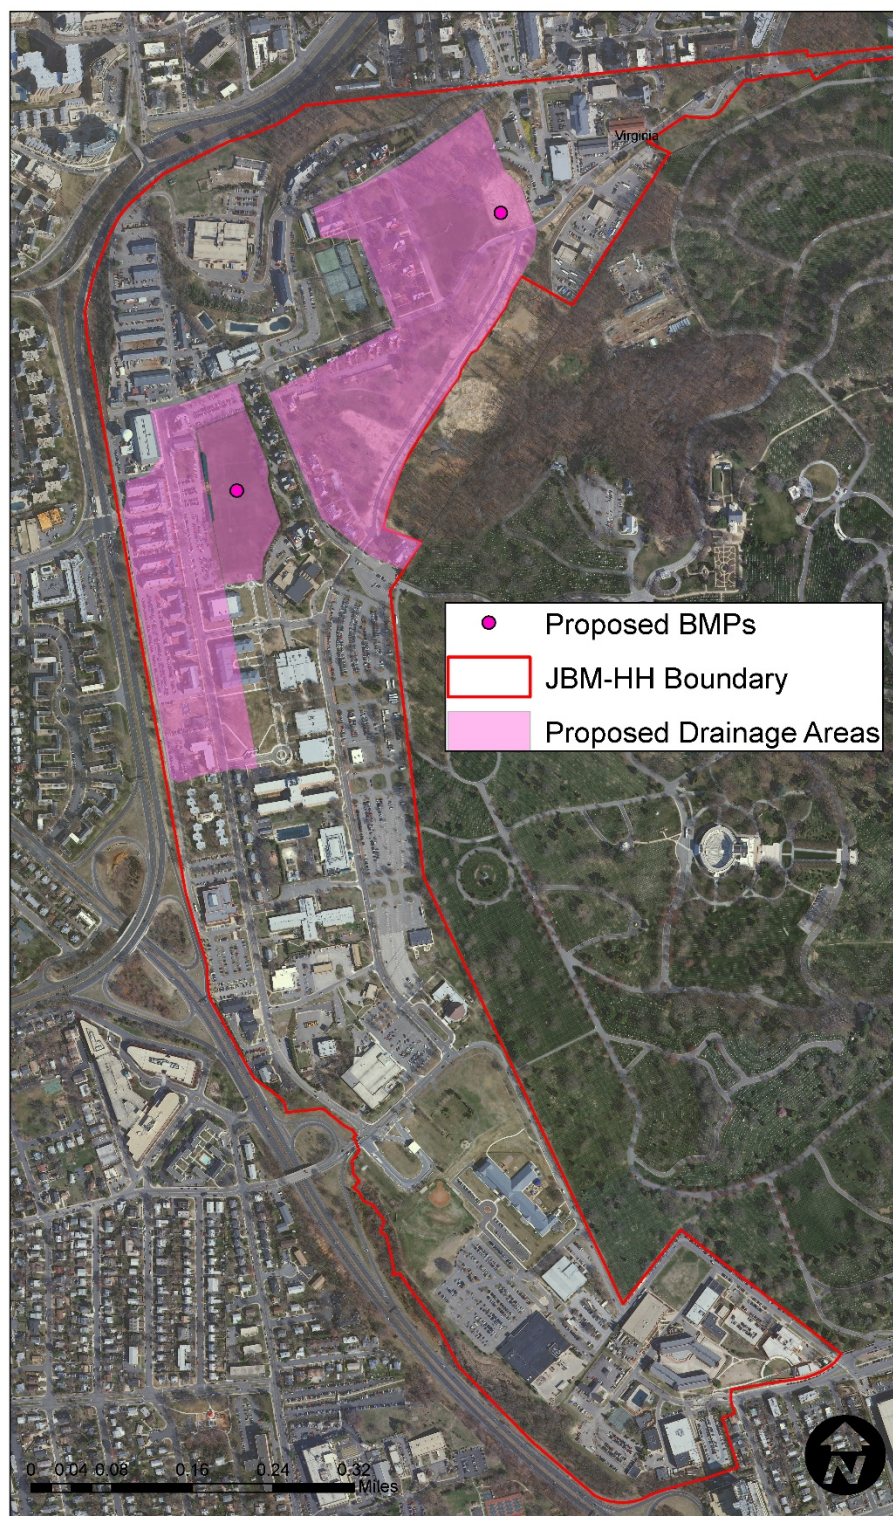 Virginia
Proposed BMPs
JBM-HH Boundary
Proposed Drainage Areas
0 0.04 0.08 0.16 0.24 0.32
Miles
N